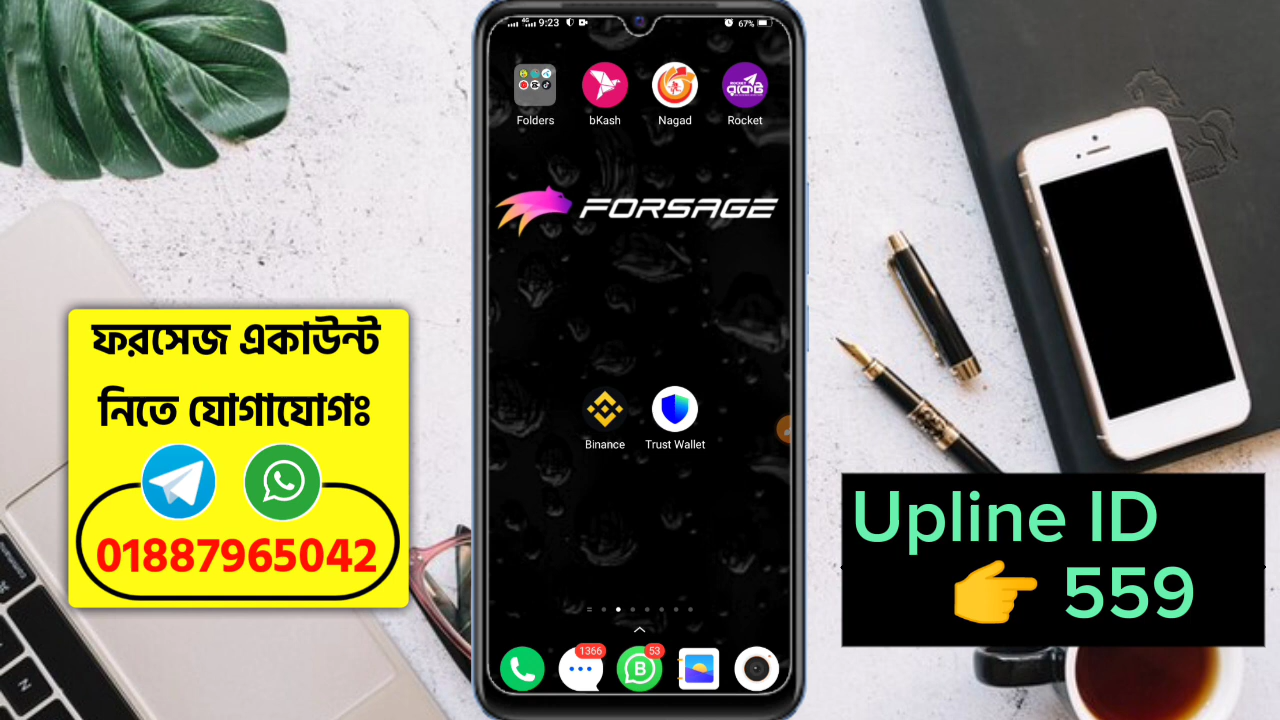 9:23
67%
Folders
bKash
Nagad
Rocket
রকেট
FORSAGE
ফরসেজ একাউন্ট
নিতে যোগাযোগঃ
01887965042
Binance
Trust Wallet
Upline ID
👉 559
1366
53
B
N